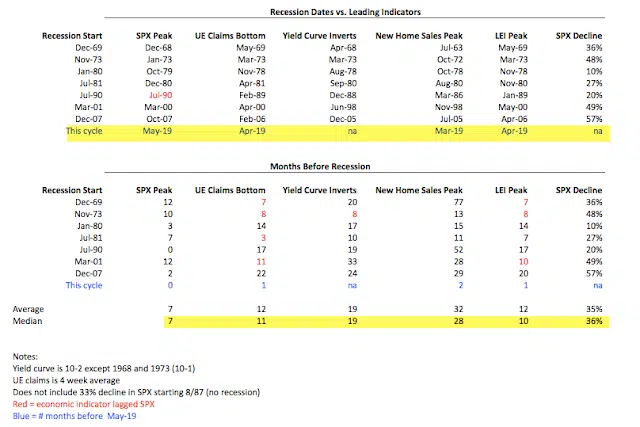 Recession Dates vs. Leading Indicators
Recession Start SPX Peak UE Claims Bottom Yield Curve Inverts New Home Sales Peak LEI Peak SPX Decline
Dec-69 Dec-68 May-69 Apr-68 Jul-63 May-69 36%
Nov-73 Jan-73 Mar-73 Mar-73 Oct-72 Mar-73 48%
Jan-80 Oct-79 Nov-78 Aug-78 Oct-78 Nov-78 10%
Jul-81 Dec-80 Apr-81 Sep-80 Aug-80 Nov-80 27%
Jul-90 Jul-90 Feb-89 Dec-88 Mar-86 Jan-89 20%
Mar-01 Mar-00 Apr-00 Jun-98 Nov-98 May-00 49%
Dec-07 Oct-07 Feb-06 Dec-05 Jul-05 Apr-06 57%
This cycle May-19 Apr-19 na Mar-19 Apr-19 na
Months Before Recession
Recession Start SPX Peak UE Claims Bottom Yield Curve Inverts New Home Sales Peak LEI Peak SPX Decline
Dec-69 12 7 20 77 7 36%
Nov-73 10 8 8 13 8 48%
Jan-80 3 14 17 15 14 10%
Jul-81 7 3 10 11 7 27%
Jul-90 0 17 19 52 17 20%
Mar-01 12 11 33 28 10 49%
Dec-07 2 22 24 29 20 57%
This cycle 0 1 na 2 1 na
Average 7 12 19 32 12 35%
Median 7 11 19 28 10 36%
Notes:
Yield curve is 10-2 except 1968 and 1973 (10-1)
UE claims is 4 week average
Does not include 33% decline in SPX starting 8/87 (no recession)
Red = economic indicator lagged SPX
Blue = # months before May-19